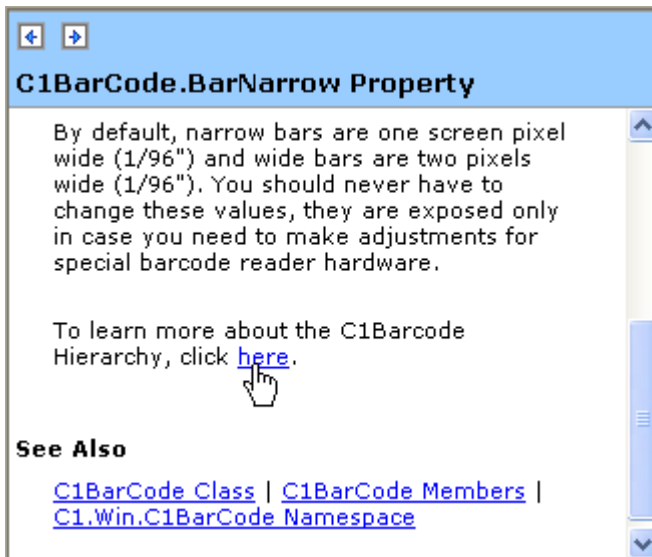 C1BarCode.BarNarrow Property
By default, narrow bars are one screen pixel
wide (1/96") and wide bars are two pixels
wide (1/96"). You should never have to
change these values, they are exposed only
in case you need to make adjustments for
special barcode reader hardware.
To learn more about the C1Barcode
Hierarchy, click here.
See Also
C1BarCode Class | C1BarCode Members |
C1.Win.C1BarCode Namespace